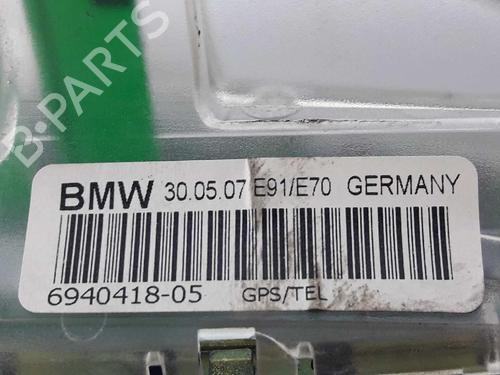 B-PARTS
BMW 30.05.07 E91/E70 GERMANY
6940418-05 GPS/TEL